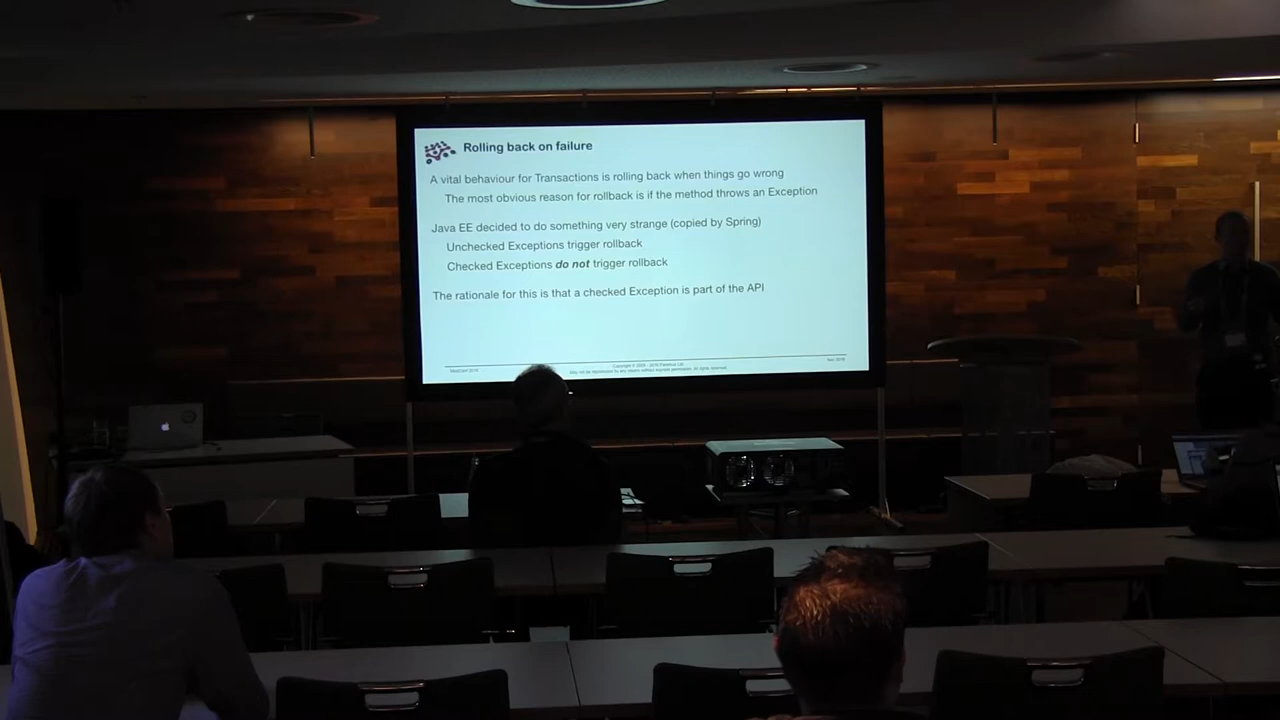 Rolling back on failure
A vital behaviour for Transactions is rolling back when things go wrong
The most obvious reason for rollback is if the method throws an Exception
Java EE decided to do something very strange (copied by Spring)
Unchecked Exceptions trigger rollback
Checked Exceptions do not trigger rollback
The rationale for this is that a checked Exception is part of the API